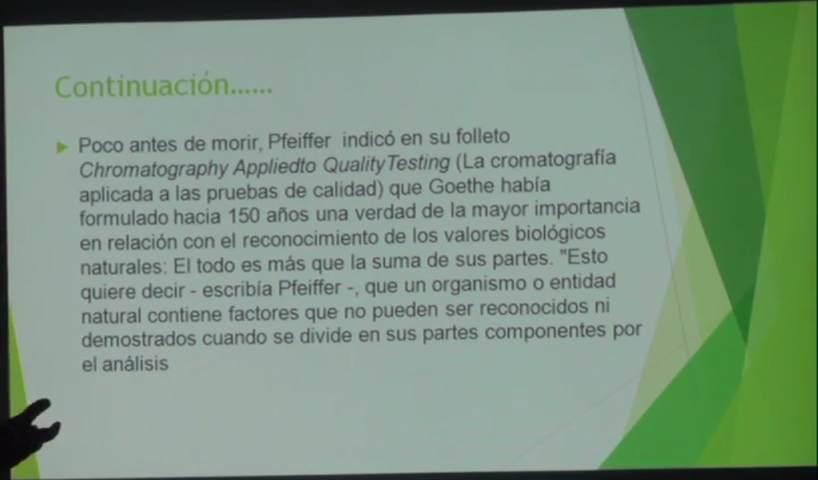 Continuación......
Poco antes de morir, Pfeiffer indicó en su folleto
Chromatography Appliedto QualityTesting (La cromatografía
aplicada a las pruebas de calidad) que Goethe había
formulado hacia 150 años una verdad de la mayor importancia
en relación con el reconocimiento de los valores biológicos
naturales: El todo es más que la suma de sus partes. "Esto
quiere decir - escribía Pfeiffer -, que un organismo o entidad
natural contiene factores que no pueden ser reconocidos ni
demostrados cuando se divide en sus partes componentes por
el análisis